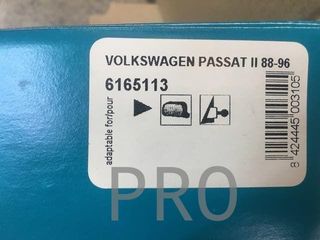 VOLKSWAGEN PASSAT II 88-96
6165113
adaptable for/pour
8 424445 003105
PRO